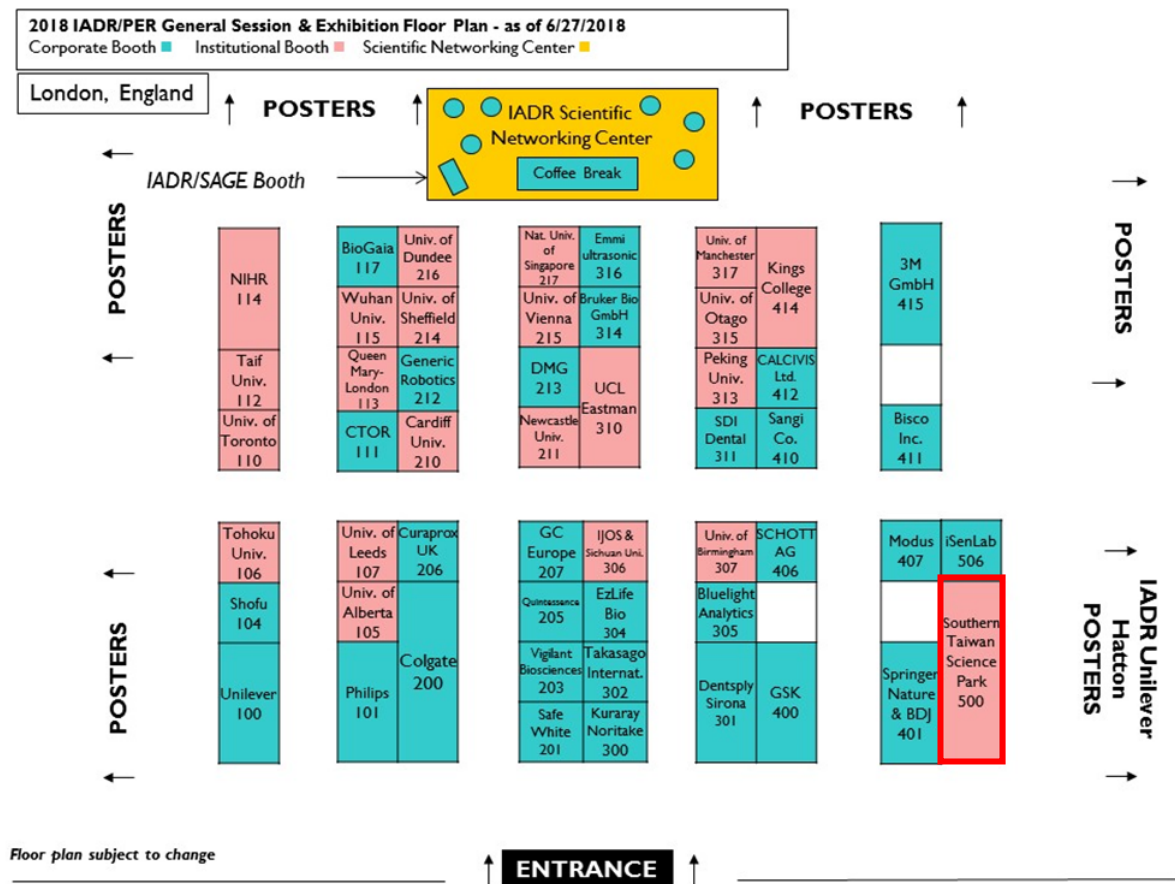 2018 IADR/PER General Session & Exhibition Floor Plan - as of 6/27/2018
Corporate Booth Institutional Booth Scientific Networking Center
London, England
POSTERS
IADR Scientific
Networking Center
Coffee Break
POSTERS
IADR/SAGE Booth
POSTERS
POSTERS
NIHR
114
Taif
Univ.
112
Univ. of
Toronto
110
BioGaia
117
Univ. of
Dundee
216
Wuhan
Univ.
115
Univ. of
Sheffield
214
Queen
Mary-
London
113
Generic
Robotics
212
CTOR
111
Cardiff
Univ.
210
Nat. Univ.
of
Singapore
217
Emmi
ultrasonic
316
Univ. of
Vienna
215
Bruker Bio
GmbH
314
DMG
213
UCL
Eastman
310
Newcastle
Univ.
211
Univ. of
Manchester
317
Kings
College
414
Univ. of
Otago
315
Peking
Univ.
313
CALCIVIS
Ltd.
412
SDI
Dental
311
Sangi
Co.
410
3M
GmbH
415
Bisco
Inc.
411
Tohoku
Univ.
106
Shofu
104
Unilever
100
Univ. of
Leeds
107
Curaprox
UK
206
Univ. of
Alberta
105
Colgate
200
Philips
101
GC
Europe
207
IJOS &
Sichuan Uni.
306
Quintessence
205
EzLife
Bio
304
Vigilant
Biosciences
203
Takasago
Internat.
302
Safe
White
201
Kuraray
Noritake
300
Univ. of
Birmingham
307
SCHOTT
AG
406
Bluelight
Analytics
305
Dentsply
Sirona
301
GSK
400
Modus
407
iSenLab
506
Springer
Nature
& BDJ
401
Southern
Taiwan
Science
Park
500
POSTERS
IADR Unilever
Hatton
POSTERS
Floor plan subject to change
ENTRANCE